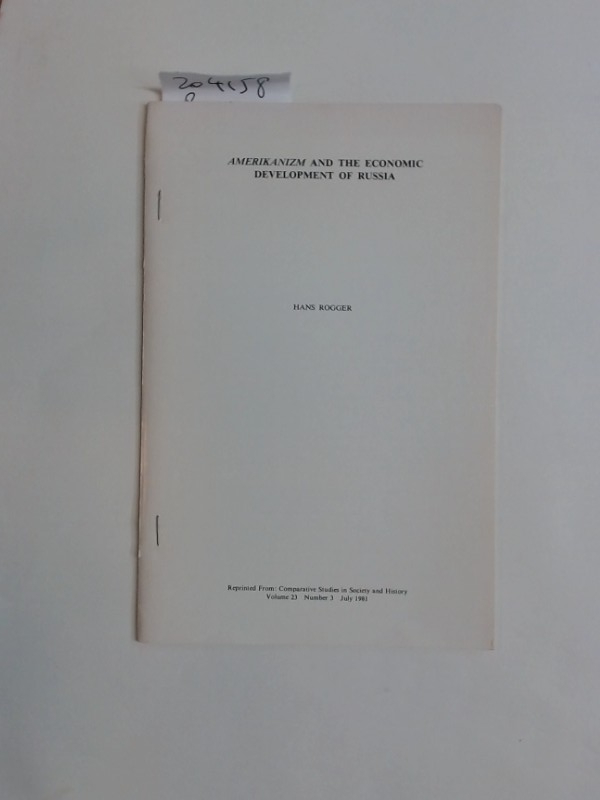 204158
AMERIKANIZM AND THE ECONOMIC
DEVELOPMENT OF RUSSIA
HANS ROGGER
Reprinted From: Comparative Studies in Society and History
Volume 23 Number 3 July 1981